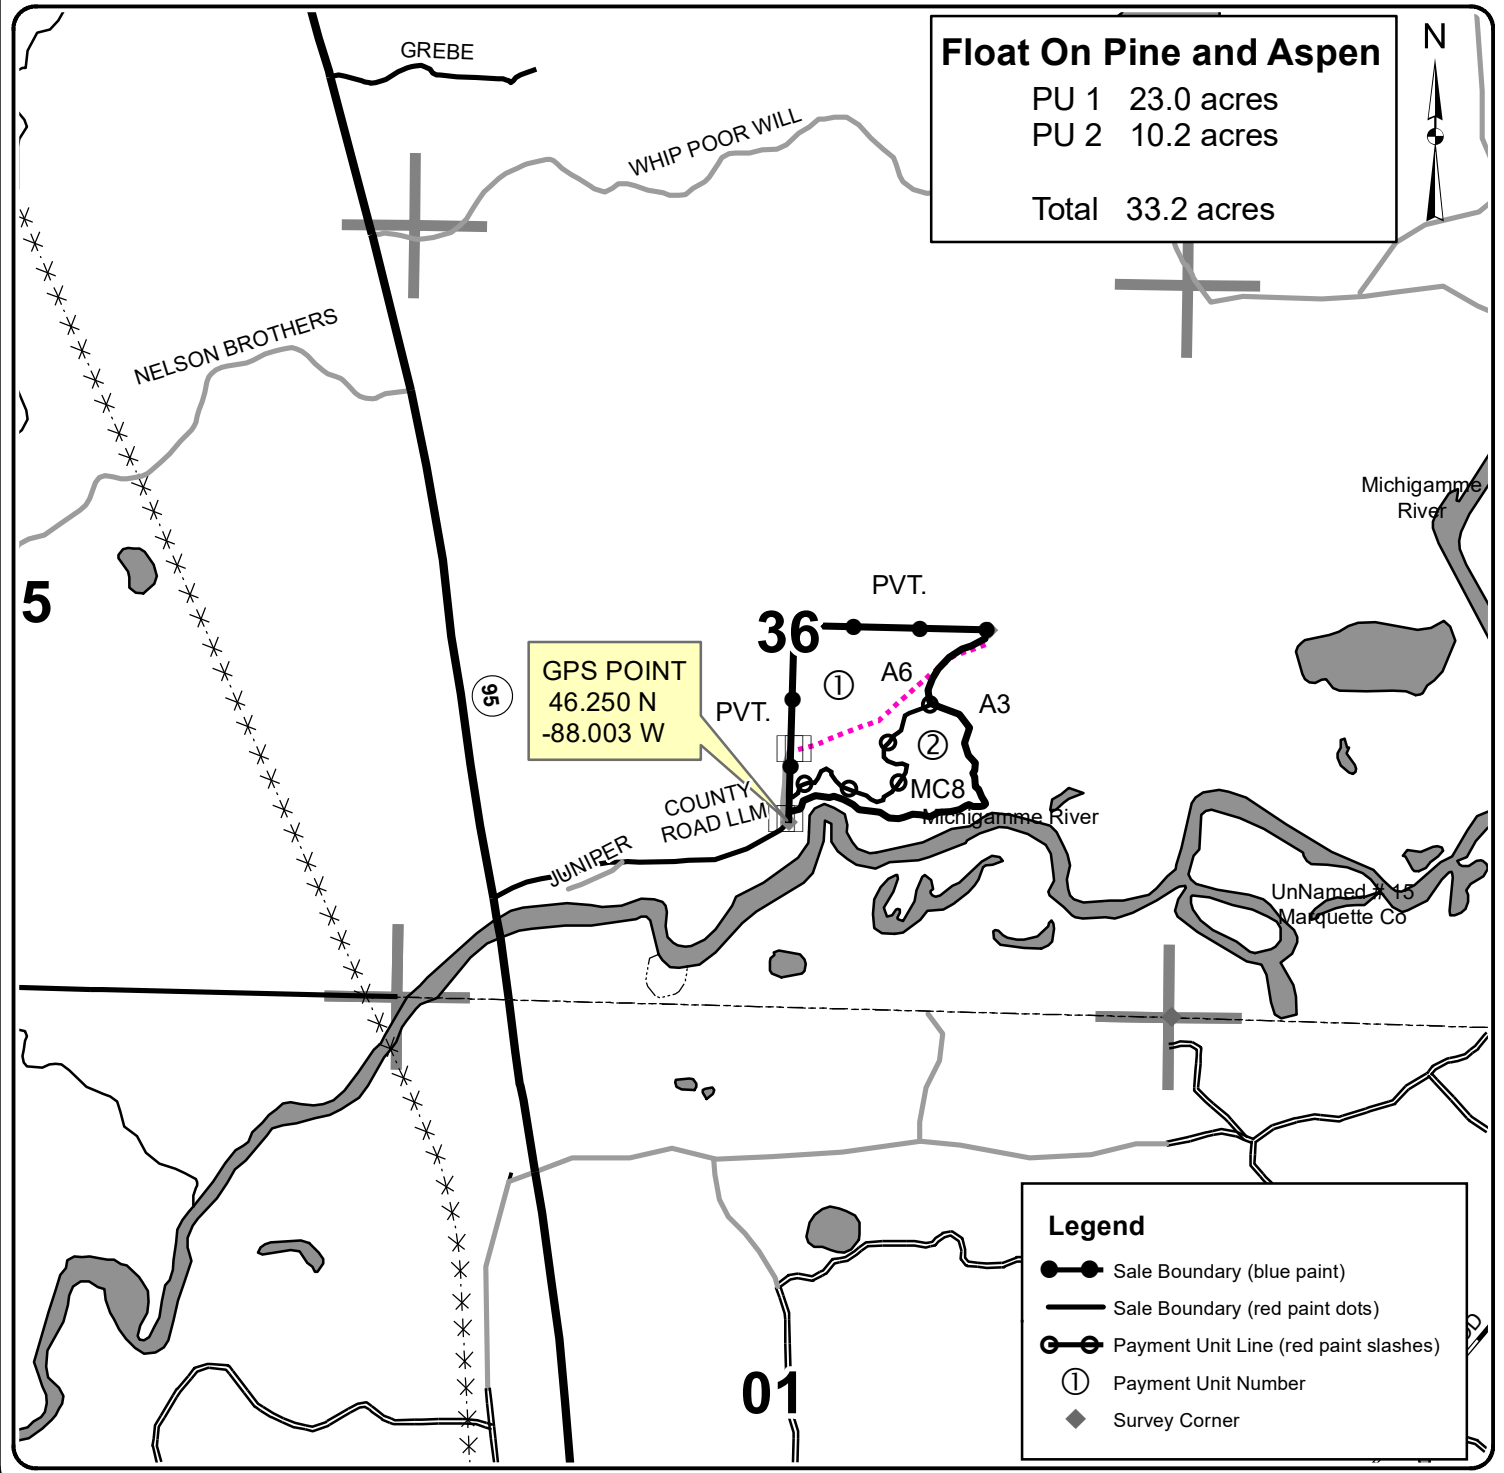 GREBE
WHIP POOR WILL
Float On Pine and Aspen
PU 1 23.0 acres
PU 2 10.2 acres
Total 33.2 acres
N
NELSON BROTHERS
Michigamme
River
5
PVT.
36
GPS POINT
46.250 N
-88.003 W
95
PVT.
1
A6
A3
2
MC8
COUNTY
ROAD LLM
Michigamme River
JUNIPER
UnNamed # 15
Marquette Co
01
Legend
Sale Boundary (blue paint)
Sale Boundary (red paint dots)
Payment Unit Line (red paint slashes)
1 Payment Unit Number
Survey Corner